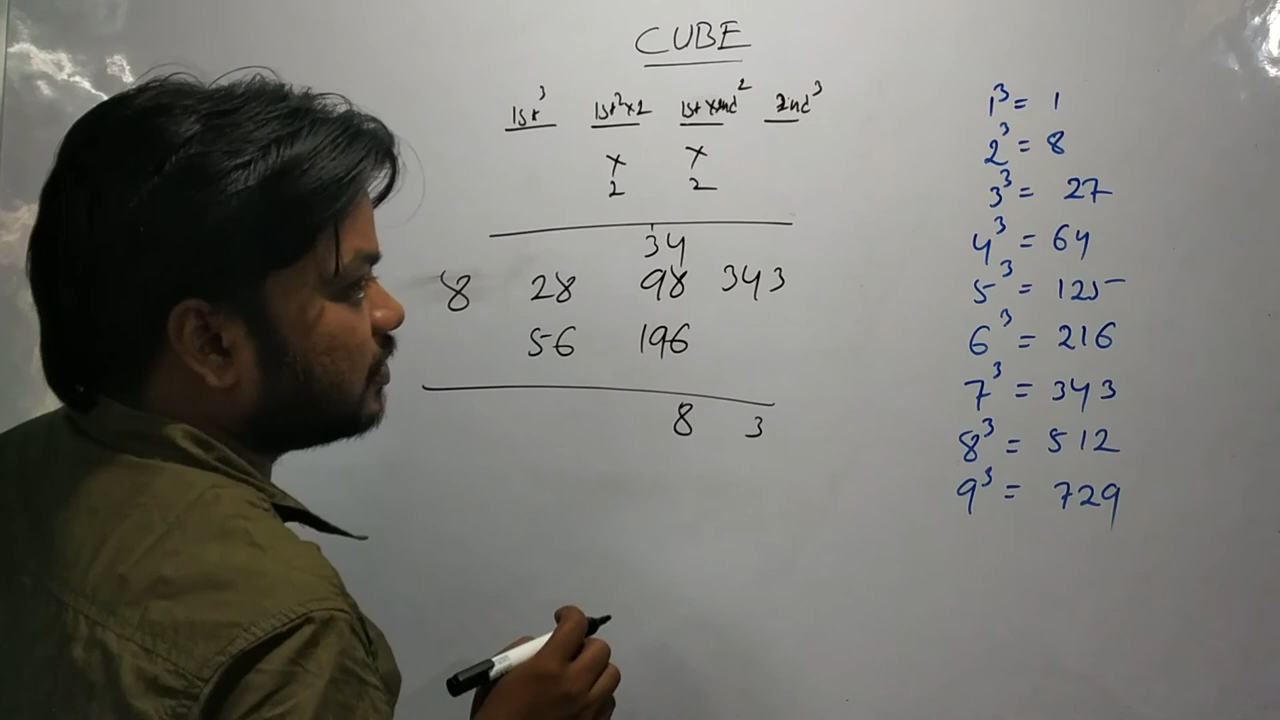 CUBE
1st³ 1st²×2 1st×2nd² 2nd³
× ×
2 2
34
8 28 98 343
56 196
8 3
1³ = 1
2³ = 8
3³ = 27
4³ = 64
5³ = 125
6³ = 216
7³ = 343
8³ = 512
9³ = 729